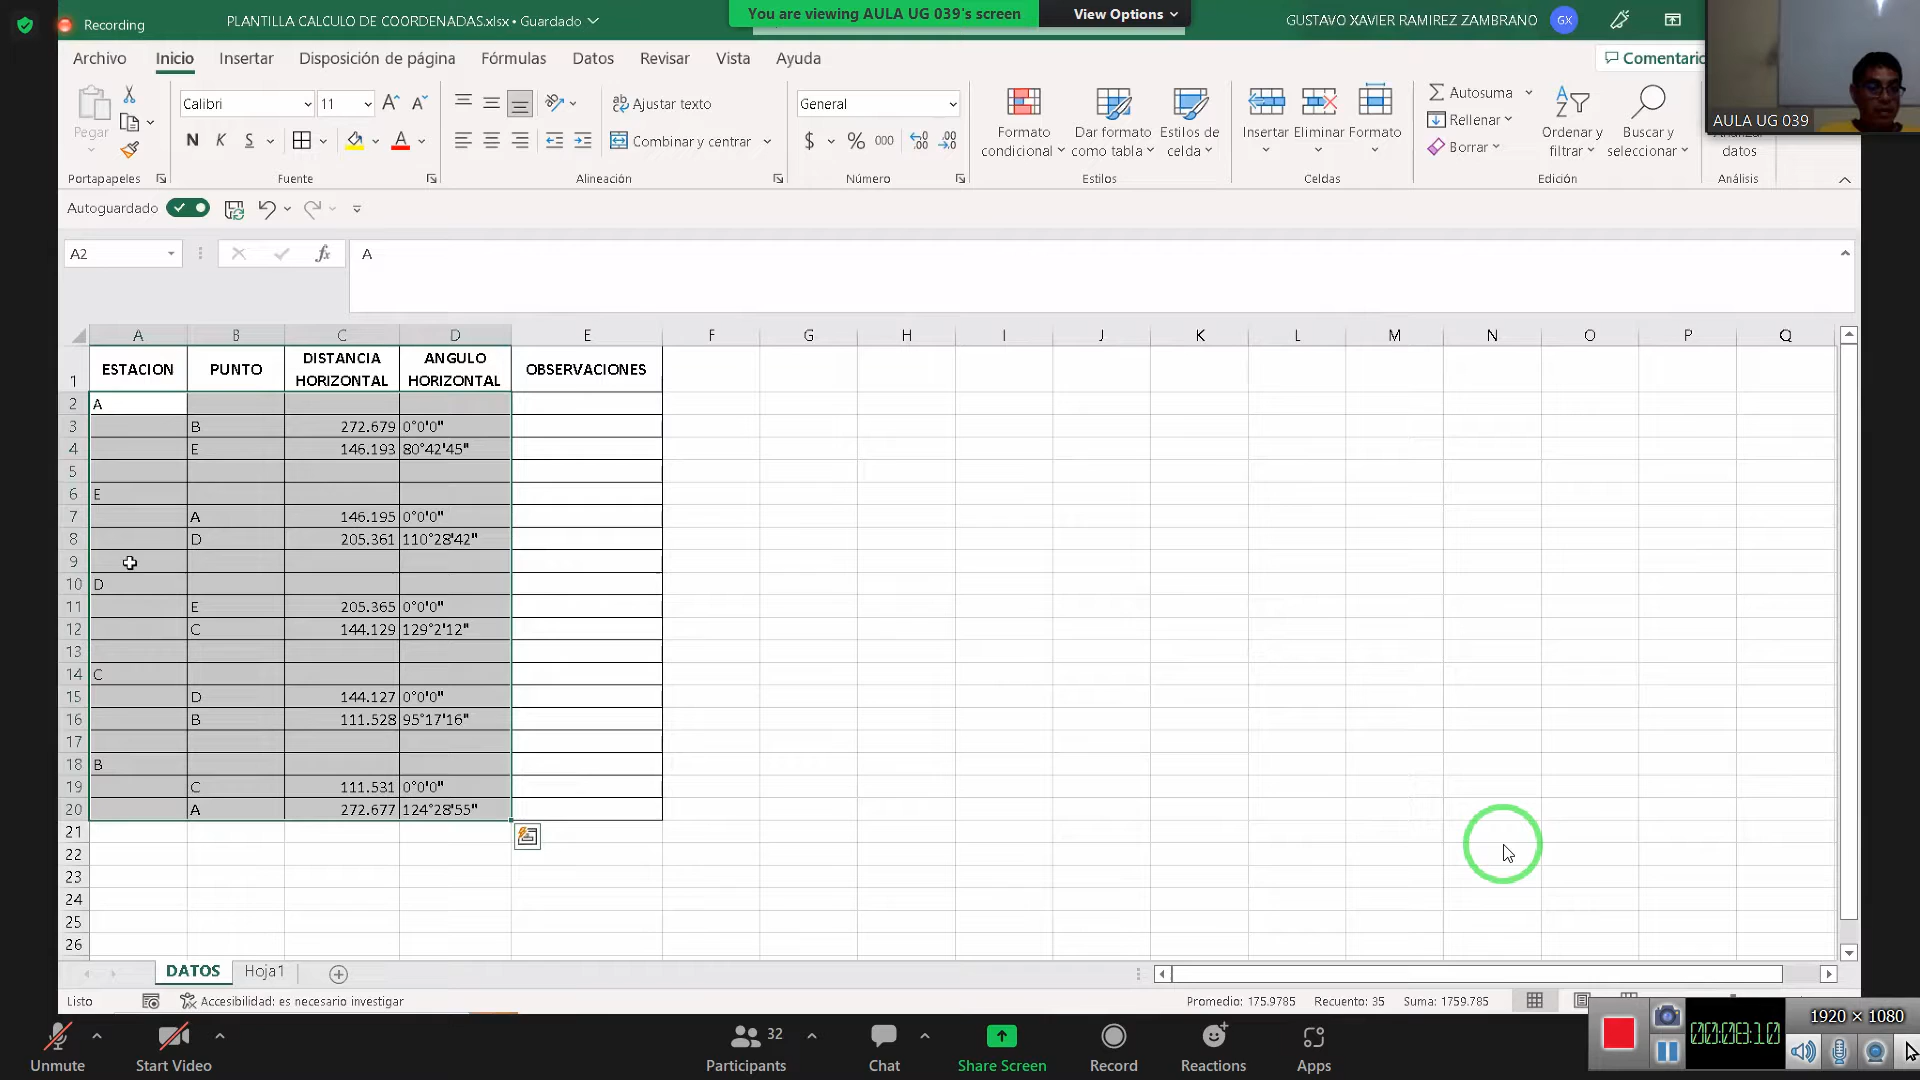 Recording
PLANTILLA CALCULO DE COORDENADAS.xlsx • Guardado
You are viewing AULA UG 039's screen
View Options
GUSTAVO XAVIER RAMIREZ ZAMBRANO
GX
Archivo Inicio Insertar Disposición de página Fórmulas Datos Revisar Vista Ayuda
Comentario
AULA UG 039
Pegar
Calibri 11
N K S
Ajustar texto
Combinar y centrar
General
$ % 000
Formato condicional
Dar formato como tabla
Estilos de celda
Insertar Eliminar Formato
Autosuma
Rellenar
Borrar
Ordenar y filtrar
Buscar y seleccionar
datos
Portapapeles Fuente Alineación Número Estilos Celdas Edición Análisis
Autoguardado
A2 fx A
A B C D E F G H I J K L M N O P Q
1 ESTACION PUNTO DISTANCIA HORIZONTAL ANGULO HORIZONTAL OBSERVACIONES
2 A
3 B 272.679 0°0'0"
4 E 146.193 80°42'45"
5
6 E
7 A 146.195 0°0'0"
8 D 205.361 110°28'42"
9
10 D
11 E 205.365 0°0'0"
12 C 144.129 129°2'12"
13
14 C
15 D 144.127 0°0'0"
16 B 111.528 95°17'16"
17
18 B
19 C 111.531 0°0'0"
20 A 272.677 124°28'55"
21
22
23
24
25
26
DATOS Hoja1
Listo Accesibilidad: es necesario investigar Promedio: 175.9785 Recuento: 35 Suma: 1759.785
1920 × 1080
00:08:10
32
Unmute Start Video Participants Chat Share Screen Record Reactions Apps